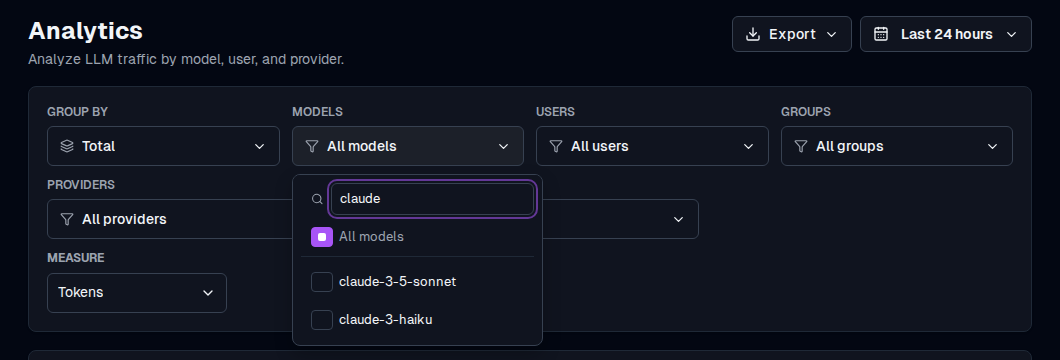 Analytics
Analyze LLM traffic by model, user, and provider.
Export
Last 24 hours
GROUP BY
Total
MODELS
All models
USERS
All users
GROUPS
All groups
PROVIDERS
All providers
claude
All models
claude-3-5-sonnet
claude-3-haiku
MEASURE
Tokens